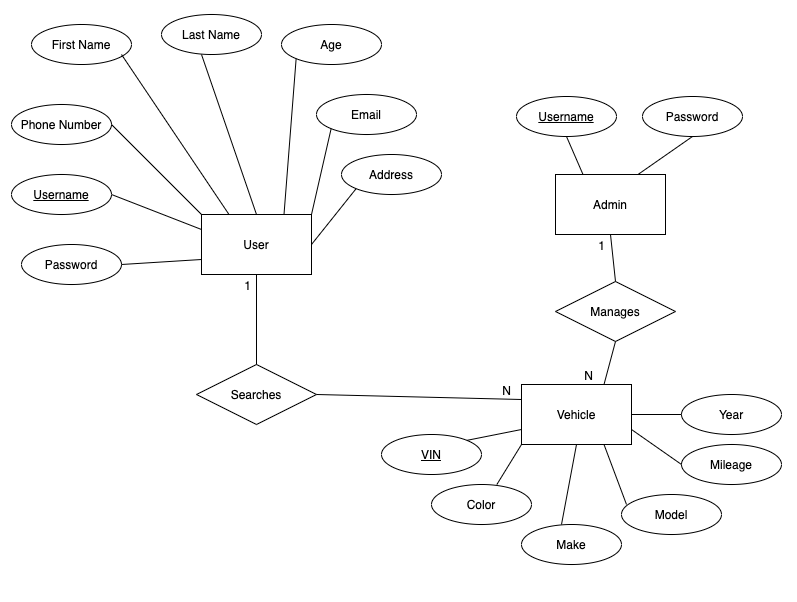 First Name
Last Name
Age
Phone Number
Email
Username
Password
Username
Address
Password
Admin
User
1
1
Manages
N
Searches
N
Vehicle
Year
VIN
Mileage
Color
Model
Make